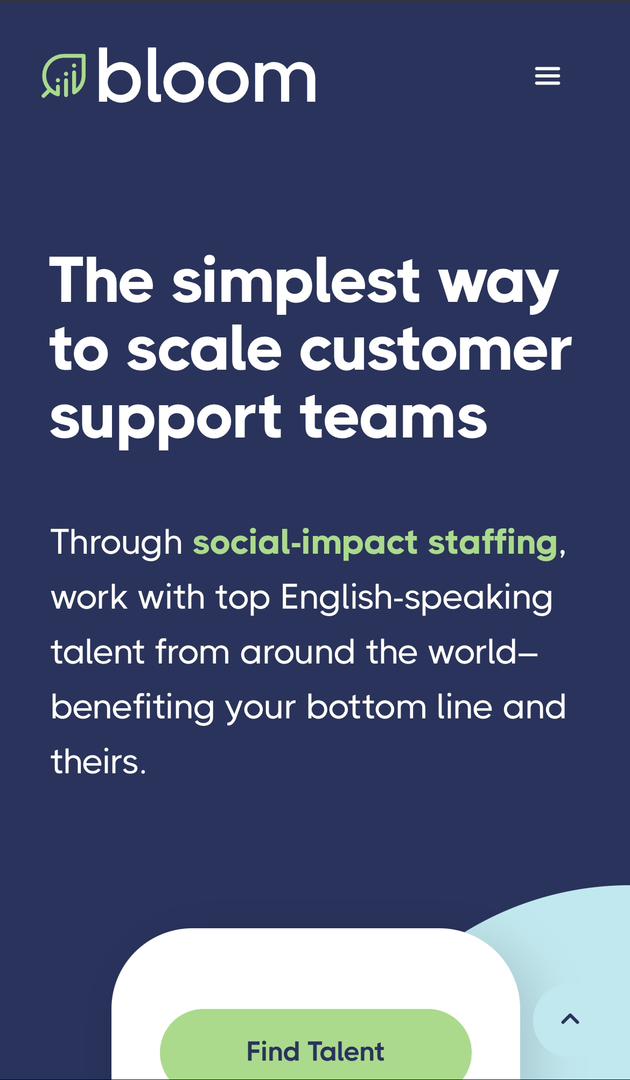 bloom
The simplest way
to scale customer
support teams
Through social-impact staffing,
work with top English-speaking
talent from around the world–
benefiting your bottom line and
theirs.
Find Talent